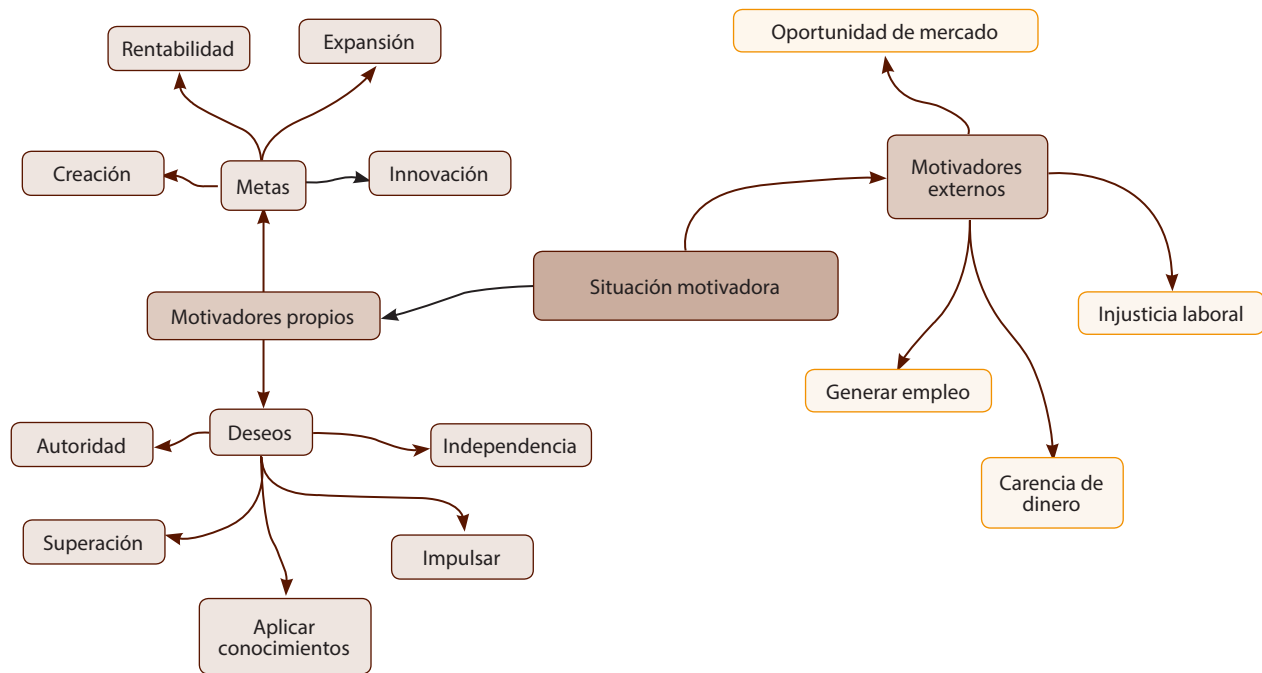 Rentabilidad
Expansión
Creación
Metas
Innovación
Motivadores propios
Deseos
Autoridad
Independencia
Superación
Impulsar
Aplicar
conocimientos
Situación motivadora
Oportunidad de mercado
Motivadores
externos
Injusticia laboral
Generar empleo
Carencia de
dinero